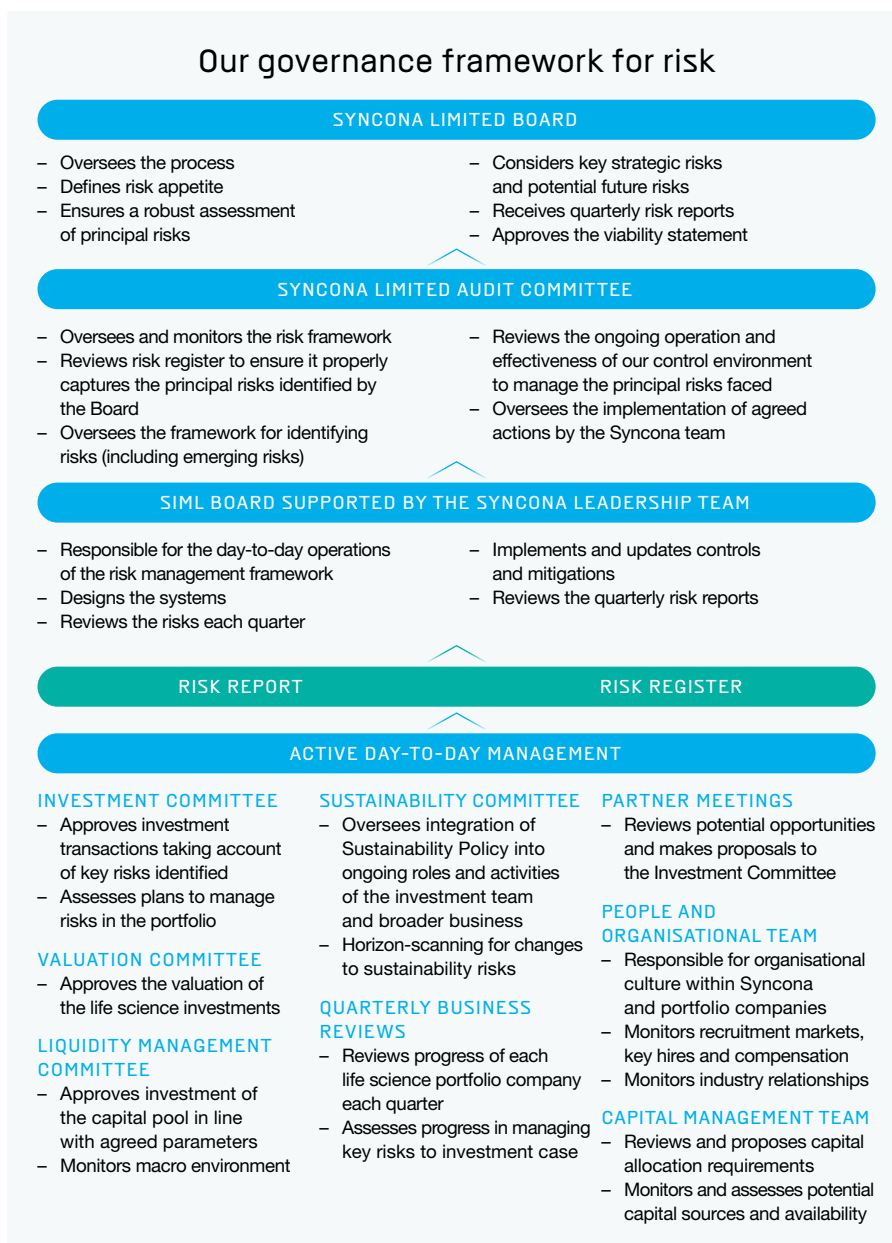 Our governance framework for risk
SYNCONA LIMITED BOARD
– Oversees the process
– Defines risk appetite
– Ensures a robust assessment
of principal risks
– Considers key strategic risks
and potential future risks
– Receives quarterly risk reports
– Approves the viability statement
SYNCONA LIMITED AUDIT COMMITTEE
– Oversees and monitors the risk framework
– Reviews risk register to ensure it properly
captures the principal risks identified by
the Board
– Oversees the framework for identifying
risks (including emerging risks)
– Reviews the ongoing operation and
effectiveness of our control environment
to manage the principal risks faced
– Oversees the implementation of agreed
actions by the Syncona team
SIML BOARD SUPPORTED BY THE SYNCONA LEADERSHIP TEAM
– Responsible for the day-to-day operations
of the risk management framework
– Designs the systems
– Reviews the risks each quarter
– Implements and updates controls
and mitigations
– Reviews the quarterly risk reports
RISK REPORT
RISK REGISTER
ACTIVE DAY-TO-DAY MANAGEMENT
INVESTMENT COMMITTEE
– Approves investment
transactions taking account
of key risks identified
– Assesses plans to manage
risks in the portfolio
VALUATION COMMITTEE
– Approves the valuation of
the life science investments
LIQUIDITY MANAGEMENT
COMMITTEE
– Approves investment of
the capital pool in line
with agreed parameters
– Monitors macro environment
SUSTAINABILITY COMMITTEE
– Oversees integration of
Sustainability Policy into
ongoing roles and activities
of the investment team
and broader business
– Horizon-scanning for changes
to sustainability risks
QUARTERLY BUSINESS
REVIEWS
– Reviews progress of each
life science portfolio company
each quarter
– Assesses progress in managing
key risks to investment case
PARTNER MEETINGS
– Reviews potential opportunities
and makes proposals to
the Investment Committee
PEOPLE AND
ORGANISATIONAL TEAM
– Responsible for organisational
culture within Syncona
and portfolio companies
– Monitors recruitment markets,
key hires and compensation
– Monitors industry relationships
CAPITAL MANAGEMENT TEAM
– Reviews and proposes capital
allocation requirements
– Monitors and assesses potential
capital sources and availability